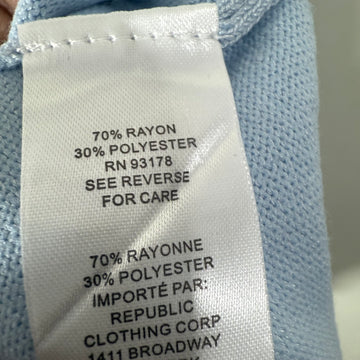 70% RAYON
30% POLYESTER
RN 93178
SEE REVERSE
FOR CARE
70% RAYONNE
30% POLYESTER
IMPORTÉ PAR:
REPUBLIC
CLOTHING CORP
1411 BROADWAY